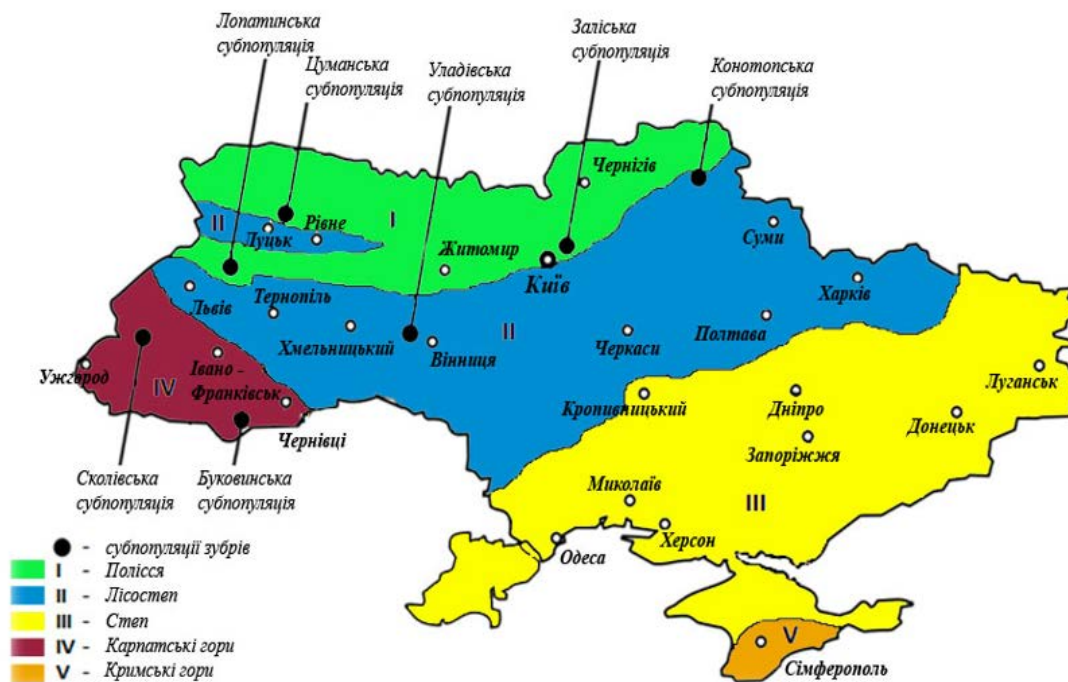 Лопатинська
субпопуляція
Цуманська
субпопуляція
Уладівська
субпопуляція
Заліська
субпопуляція
Конотопська
субпопуляція
Чернігів
I
II
Рівне
Луцьк
Житомир
Суми
Київ
Львів
Тернопіль
Харків
II
Хмельницький
Вінниця
Черкаси
Полтава
Ужгород
IV
Івано -
Франківськ
Луганськ
Кропивницький
Дніпро
Донецьк
Чернівці
Запоріжжя
Сколівська
субпопуляція
Буковинська
субпопуляція
Миколаїв
III
Херсон
Одеса
● - субпопуляції зубрів
I - Полісся
II - Лісостеп
III - Степ
IV - Карпатські гори
V - Кримські гори
V
Сімферополь